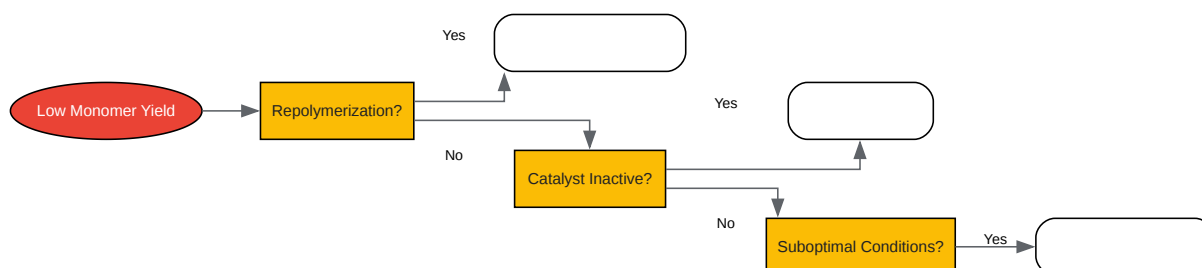 Yes
Low Monomer Yield
Repolymerization?
Yes
No
Catalyst Inactive?
No
Suboptimal Conditions?
Yes